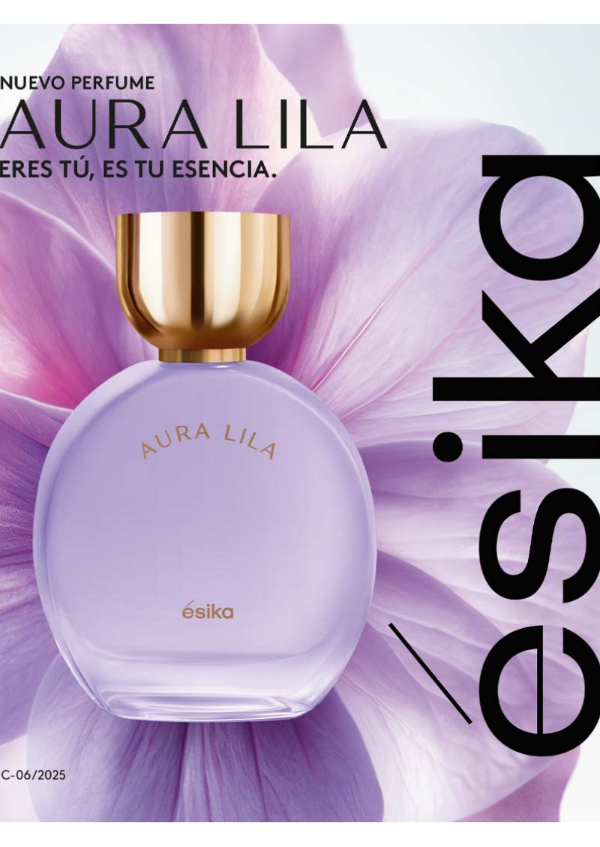 NUEVO PERFUME
AURA LILA
ERES TÚ, ES TU ESENCIA.
AURA LILA
ésika
ésika
C-06/2025